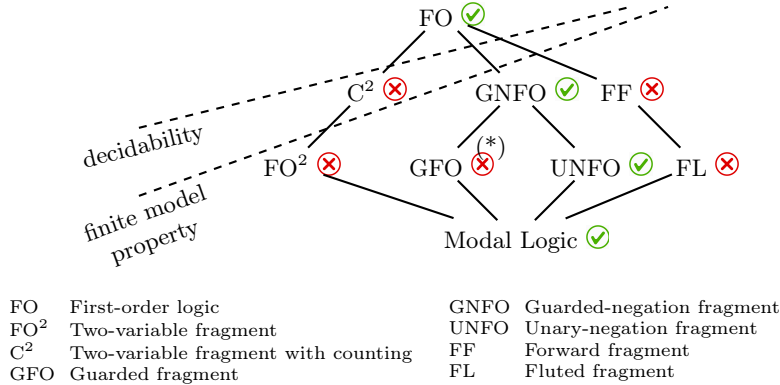 FO
C² GNFO FF
decidability
(*)
FO² GFO UNFO FL
finite model
property
Modal Logic
FO First-order logic
FO² Two-variable fragment
C² Two-variable fragment with counting
GFO Guarded fragment
GNFO Guarded-negation fragment
UNFO Unary-negation fragment
FF Forward fragment
FL Fluted fragment